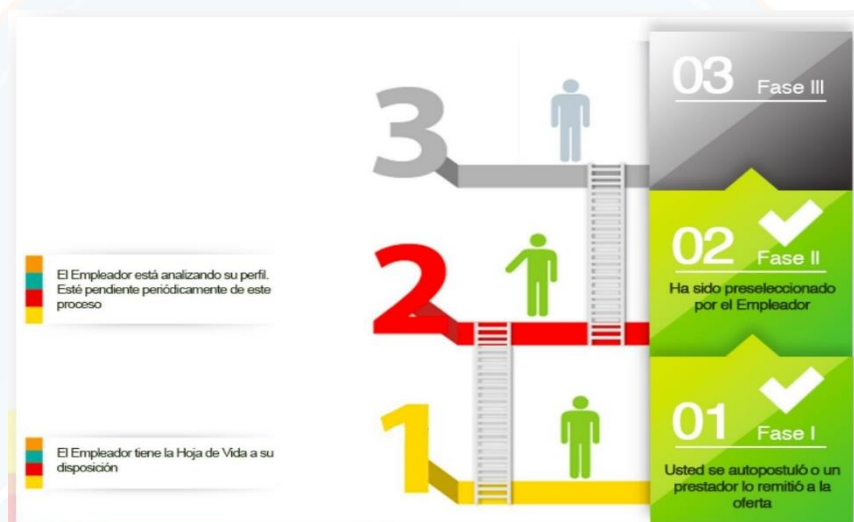 3
03 Fase III
El Empleador está analizando su perfil.
Esté pendiente periódicamente de este
proceso
2
02 Fase II
Ha sido preseleccionado
por el Empleador
El Empleador tiene la Hoja de Vida a su
disposición
1
01 Fase I
Usted se autopostuló o un
prestador lo remitió a la
oferta